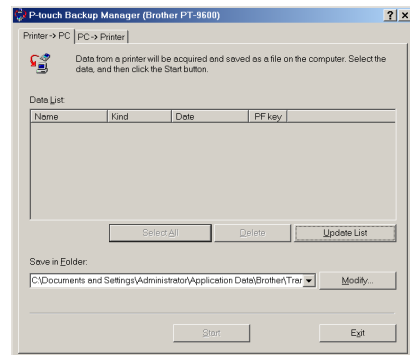 P-touch Backup Manager (Brother PT-9600)
Printer -> PC PC -> Printer
Data from a printer will be acquired and saved as a file on the computer. Select the
data, and then click the Start button.
Data List:
Name Kind Date PF key
Select All Delete Update List
Save in Folder:
C:\Documents and Settings\Administrator\Application Data\Brother\Trar Modify...
Start Exit